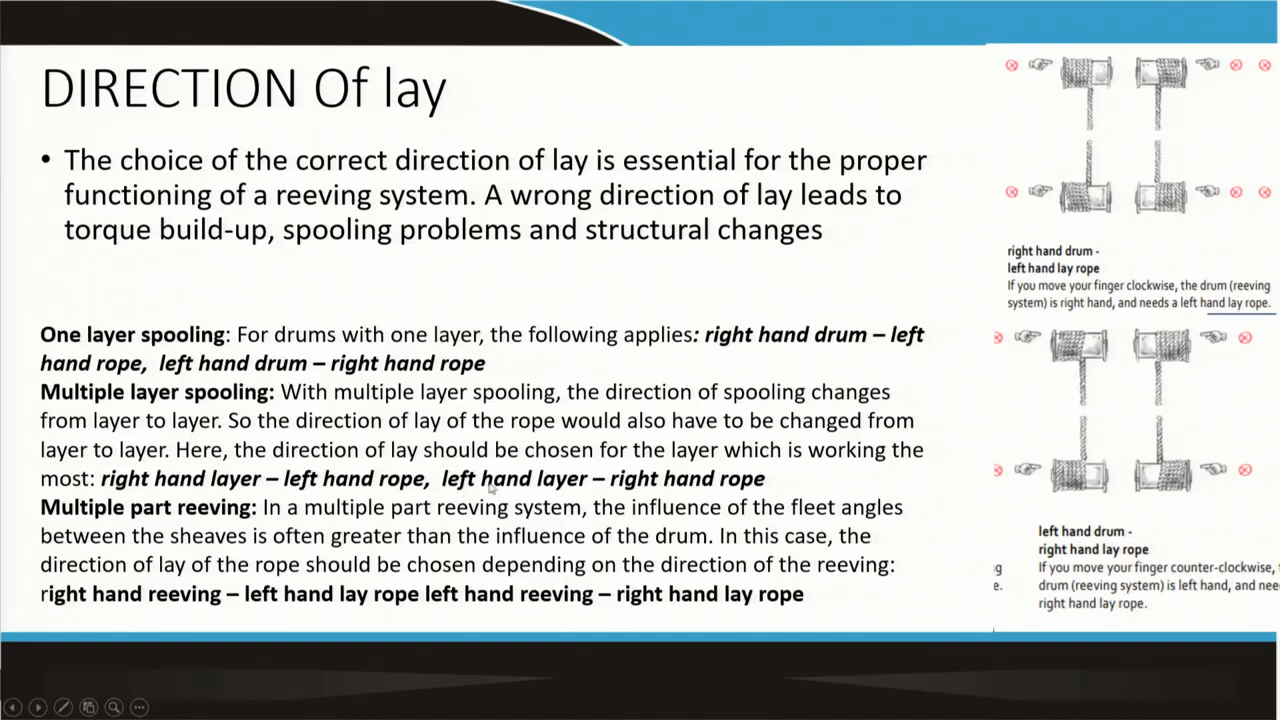 DIRECTION Of lay
• The choice of the correct direction of lay is essential for the proper
functioning of a reeving system. A wrong direction of lay leads to
torque build-up, spooling problems and structural changes
One layer spooling: For drums with one layer, the following applies: right hand drum – left
hand rope, left hand drum – right hand rope
Multiple layer spooling: With multiple layer spooling, the direction of spooling changes
from layer to layer. So the direction of lay of the rope would also have to be changed from
layer to layer. Here, the direction of lay should be chosen for the layer which is working the
most: right hand layer – left hand rope, left hand layer – right hand rope
Multiple part reeving: In a multiple part reeving system, the influence of the fleet angles
between the sheaves is often greater than the influence of the drum. In this case, the
direction of lay of the rope should be chosen depending on the direction of the reeving:
right hand reeving – left hand lay rope left hand reeving – right hand lay rope
right hand drum -
left hand lay rope
If you move your finger clockwise, the drum (reeving
system) is right hand, and needs a left hand lay rope.
left hand drum -
right hand lay rope
If you move your finger counter-clockwise,
drum (reeving system) is left hand, and
right hand lay rope.